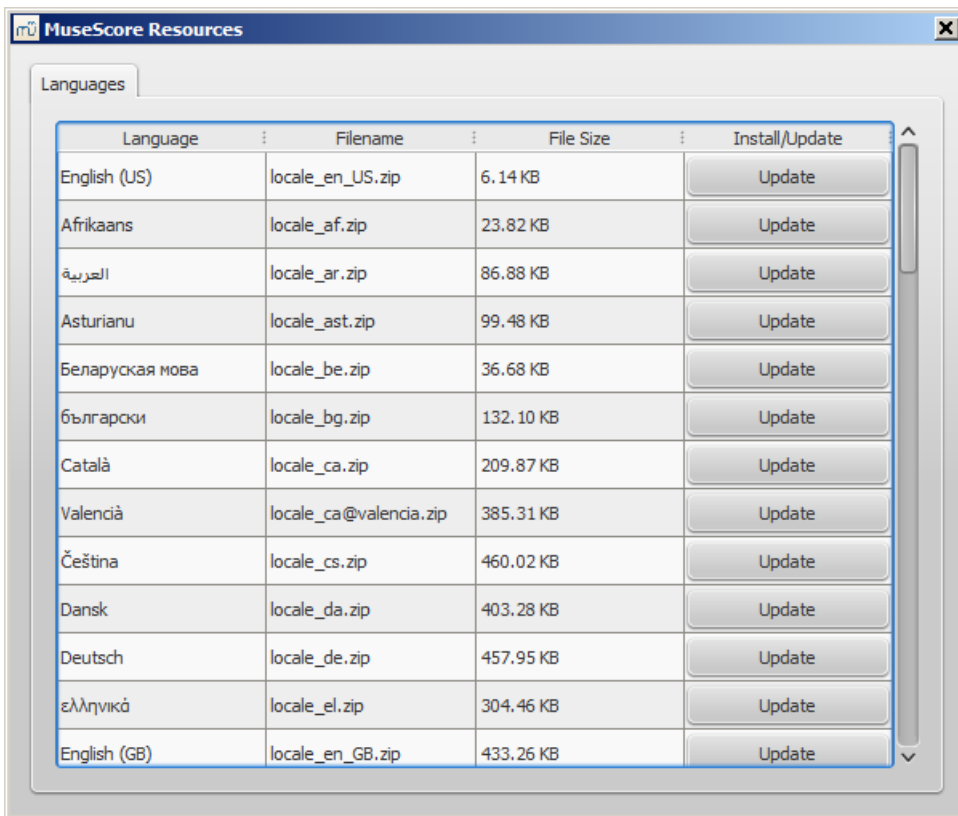 mü MuseScore Resources
Languages
Language Filename File Size Install/Update
English (US) locale_en_US.zip 6.14 KB Update
Afrikaans locale_af.zip 23.82 KB Update
العربية locale_ar.zip 86.88 KB Update
Asturianu locale_ast.zip 99.48 KB Update
Беларуская мова locale_be.zip 36.68 KB Update
български locale_bg.zip 132.10 KB Update
Català locale_ca.zip 209.87 KB Update
Valencià locale_ca@valencia.zip 385.31 KB Update
Čeština locale_cs.zip 460.02 KB Update
Dansk locale_da.zip 403.28 KB Update
Deutsch locale_de.zip 457.95 KB Update
ελληνικά locale_el.zip 304.46 KB Update
English (GB) locale_en_GB.zip 433.26 KB Update